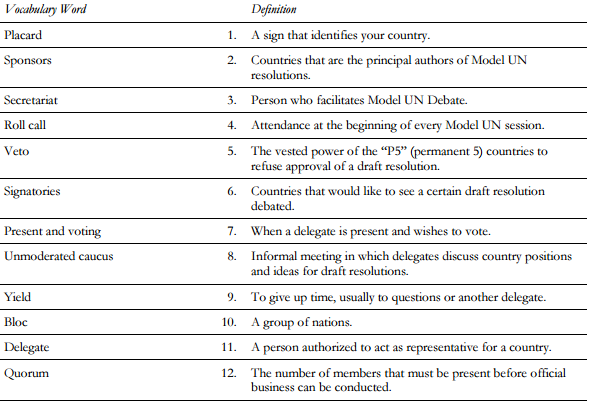 Vocabulary Word Definition
Placard 1. A sign that identifies your country.
Sponsors 2. Countries that are the principal authors of Model UN
resolutions.
Secretariat 3. Person who facilitates Model UN Debate.
Roll call 4. Attendance at the beginning of every Model UN session.
Veto 5. The vested power of the “P5” (permanent 5) countries to
refuse approval of a draft resolution.
Signatories 6. Countries that would like to see a certain draft resolution
debated.
Present and voting 7. When a delegate is present and wishes to vote.
Unmoderated caucus 8. Informal meeting in which delegates discuss country positions
and ideas for draft resolutions.
Yield 9. To give up time, usually to questions or another delegate.
Bloc 10. A group of nations.
Delegate 11. A person authorized to act as representative for a country.
Quorum 12. The number of members that must be present before official
business can be conducted.